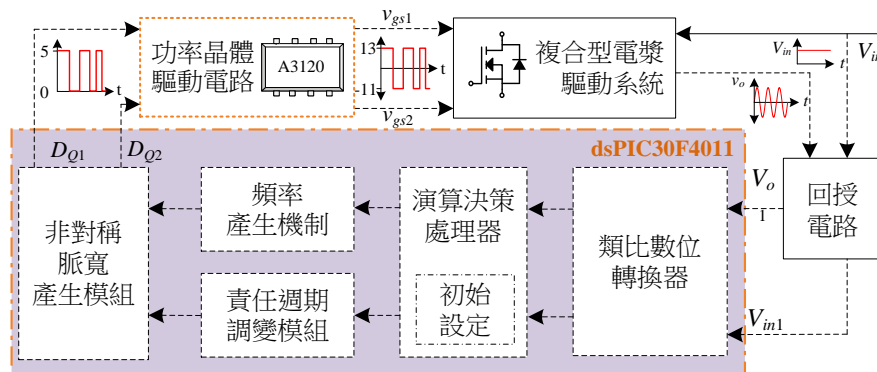 5
0
t
功率晶體
驅動電路
A3120
v_gs1
v_gs2
13
-11
t
複合型電漿
驅動系統
V_in
t
V_in
v_o
t
D_Q1
D_Q2
dsPIC30F4011
非對稱
脈寬
產生模組
頻率
產生機制
責任週期
調變模組
演算決策
處理器
初始
設定
類比數位
轉換器
V_o
1
回授
電路
V_in1